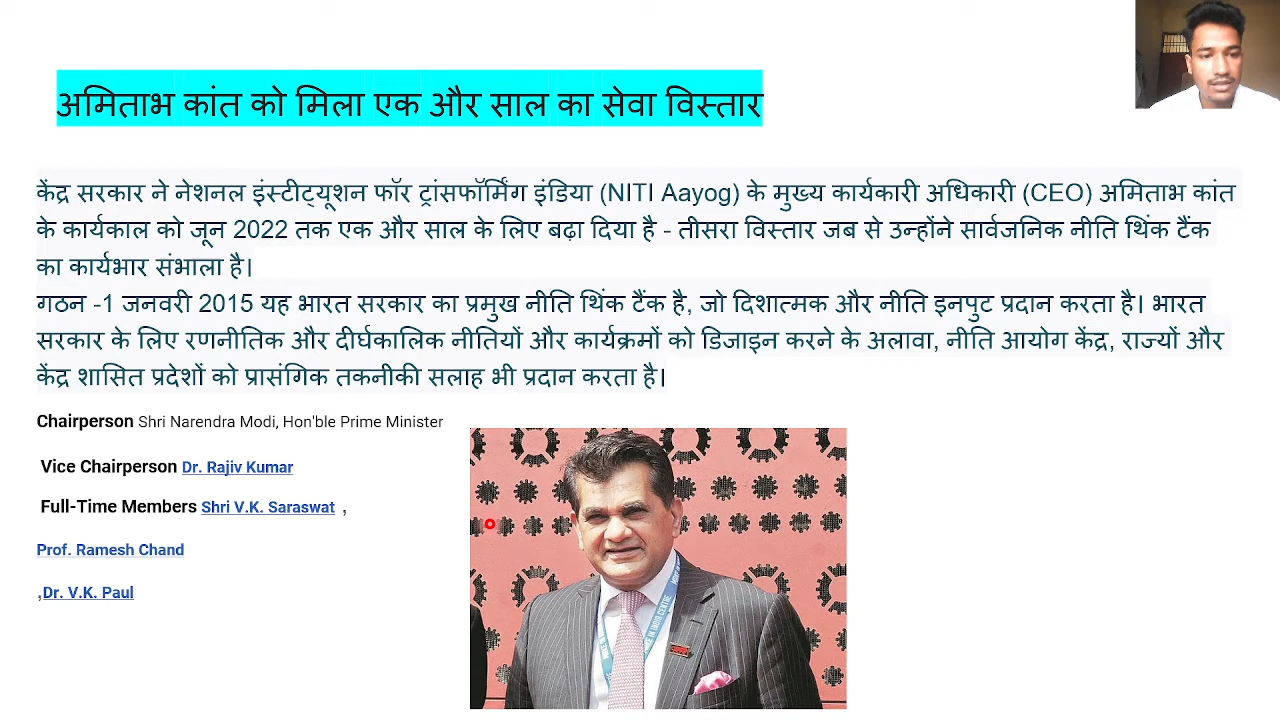 अमिताभ कांत को मिला एक और साल का सेवा विस्तार
केंद्र सरकार ने नेशनल इंस्टीट्यूशन फॉर ट्रांसफॉर्मिंग इंडिया (NITI Aayog) के मुख्य कार्यकारी अधिकारी (CEO) अमिताभ कांत
के कार्यकाल को जून 2022 तक एक और साल के लिए बढ़ा दिया है - तीसरा विस्तार जब से उन्होंने सार्वजनिक नीति थिंक टैंक
का कार्यभार संभाला है।
गठन -1 जनवरी 2015 यह भारत सरकार का प्रमुख नीति थिंक टैंक है, जो दिशात्मक और नीति इनपुट प्रदान करता है। भारत
सरकार के लिए रणनीतिक और दीर्घकालिक नीतियों और कार्यक्रमों को डिजाइन करने के अलावा, नीति आयोग केंद्र, राज्यों और
केंद्र शासित प्रदेशों को प्रासंगिक तकनीकी सलाह भी प्रदान करता है।
Chairperson Shri Narendra Modi, Hon'ble Prime Minister
Vice Chairperson Dr. Rajiv Kumar
Full-Time Members Shri V.K. Saraswat ,
Prof. Ramesh Chand
,Dr. V.K. Paul